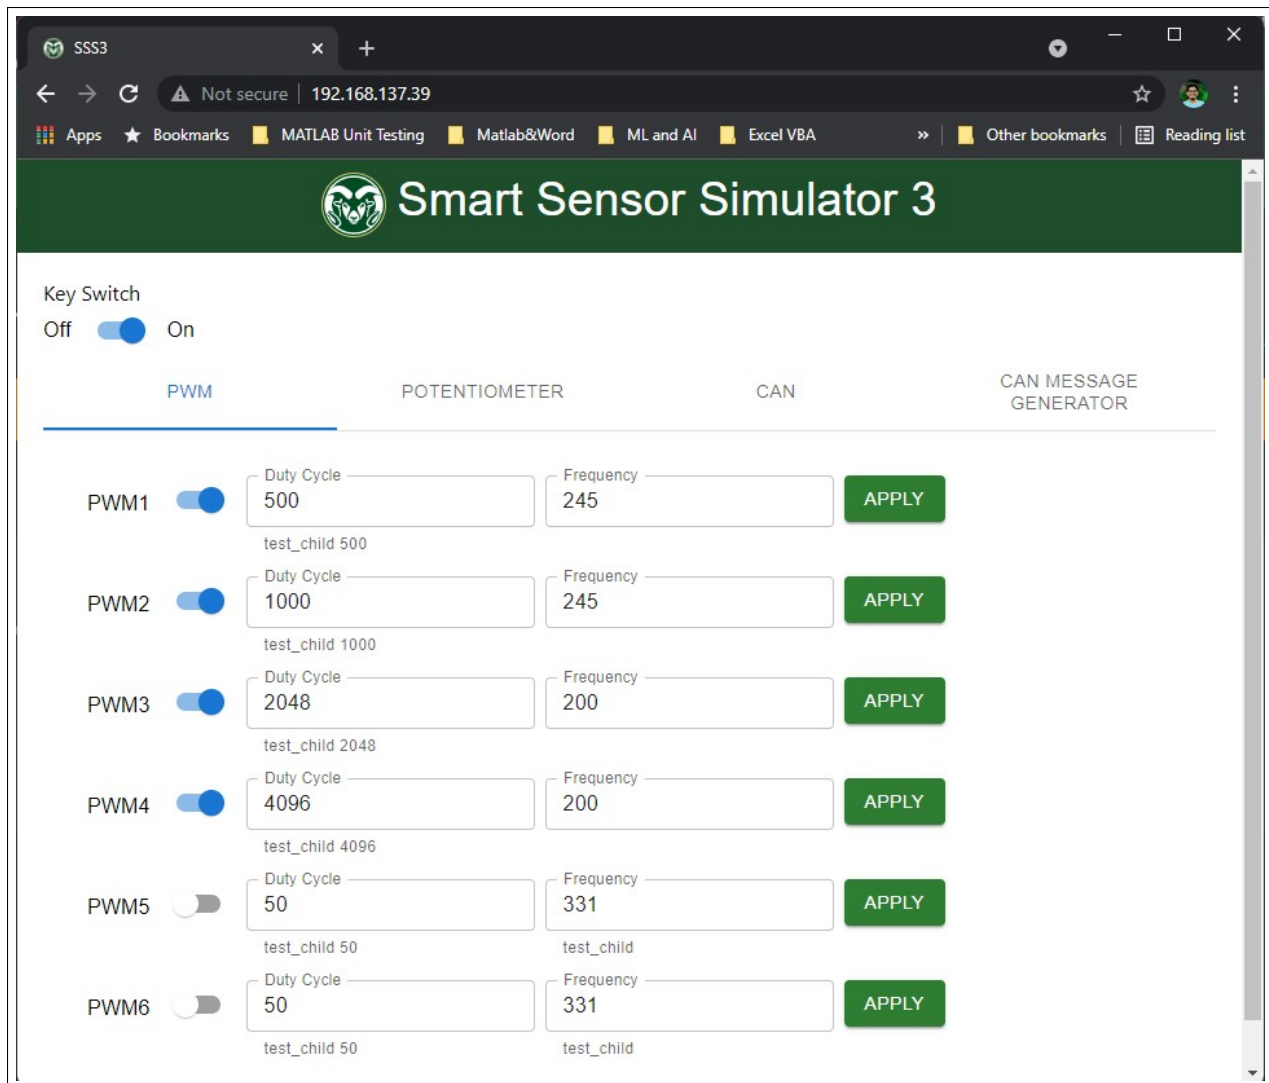 SSS3
Not secure | 192.168.137.39
Apps Bookmarks MATLAB Unit Testing Matlab&Word ML and AI Excel VBA » Other bookmarks Reading list
Smart Sensor Simulator 3
Key Switch
Off On
PWM POTENTIOMETER CAN CAN MESSAGE GENERATOR
Duty Cycle Frequency
PWM1 500 245 APPLY
test_child 500
Duty Cycle Frequency
PWM2 1000 245 APPLY
test_child 1000
Duty Cycle Frequency
PWM3 2048 200 APPLY
test_child 2048
Duty Cycle Frequency
PWM4 4096 200 APPLY
test_child 4096
Duty Cycle Frequency
PWM5 50 331 APPLY
test_child 50 test_child
Duty Cycle Frequency
PWM6 50 331 APPLY
test_child 50 test_child